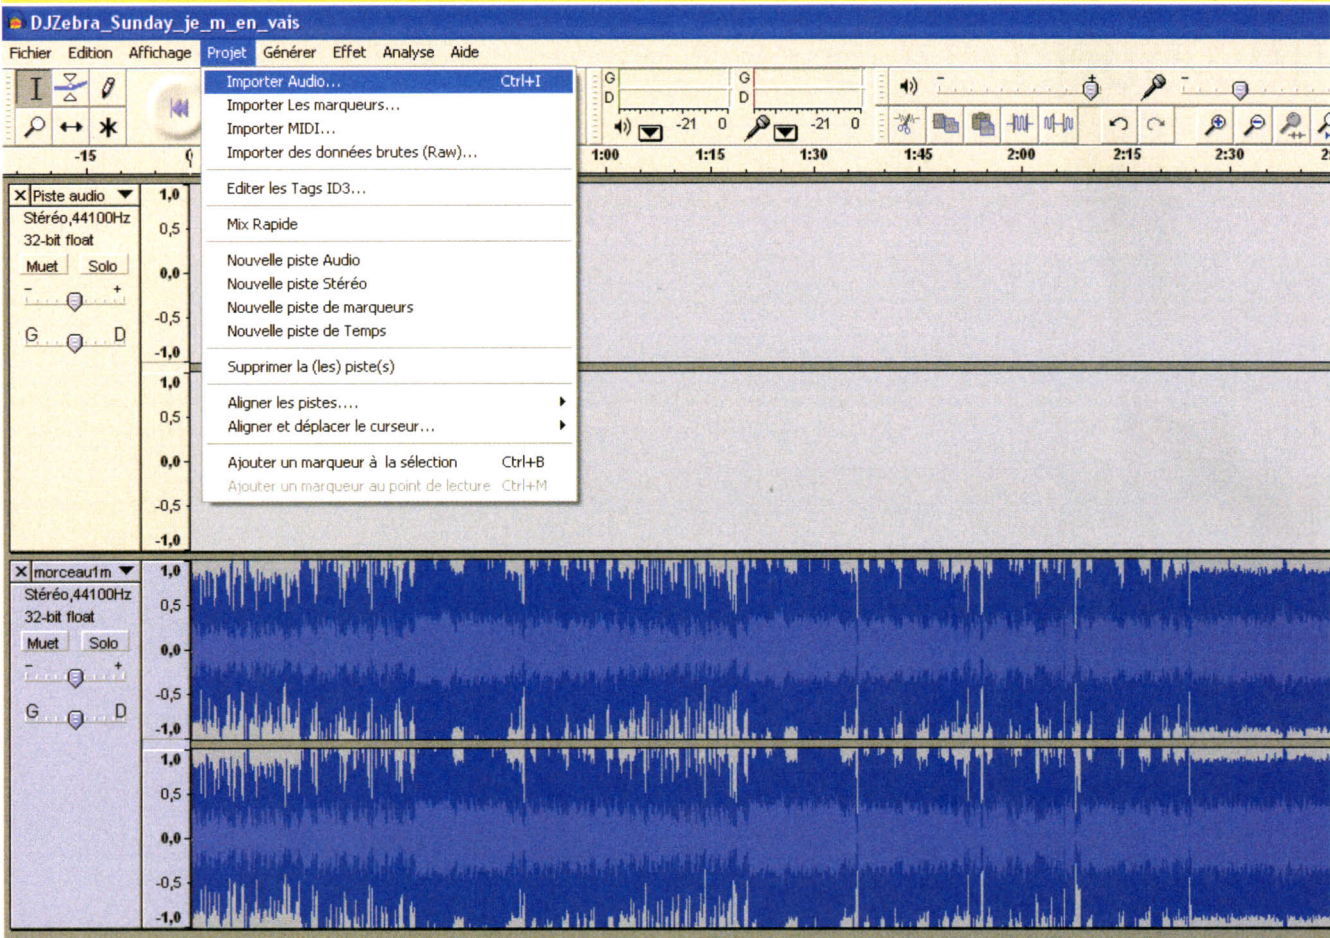 DJZebra_Sunday_je_m_en_vais
Fichier Edition Affichage Projet Générer Effet Analyse Aide
Importer Audio... Ctrl+I
Importer Les marqueurs...
Importer MIDI...
Importer des données brutes (Raw)...
Editer les Tags ID3...
Mix Rapide
Nouvelle piste Audio
Nouvelle piste Stéréo
Nouvelle piste de marqueurs
Nouvelle piste de Temps
Supprimer la (les) piste(s)
Aligner les pistes....
Aligner et déplacer le curseur...
Ajouter un marqueur à la sélection Ctrl+B
Ajouter un marqueur au point de lecture Ctrl+M
G
D
-21 0
G
D
-21 0
- +
-
-15 0 1:00 1:15 1:30 1:45 2:00 2:15 2:30
Piste audio
Stéréo,44100Hz
32-bit float
Muet Solo
- +
G D
1,0
0,5
0,0
-0,5
-1,0
1,0
0,5
0,0
-0,5
-1,0
morceau1m
Stéréo,44100Hz
32-bit float
Muet Solo
- +
G D
1,0
0,5
0,0
-0,5
-1,0
1,0
0,5
0,0
-0,5
-1,0